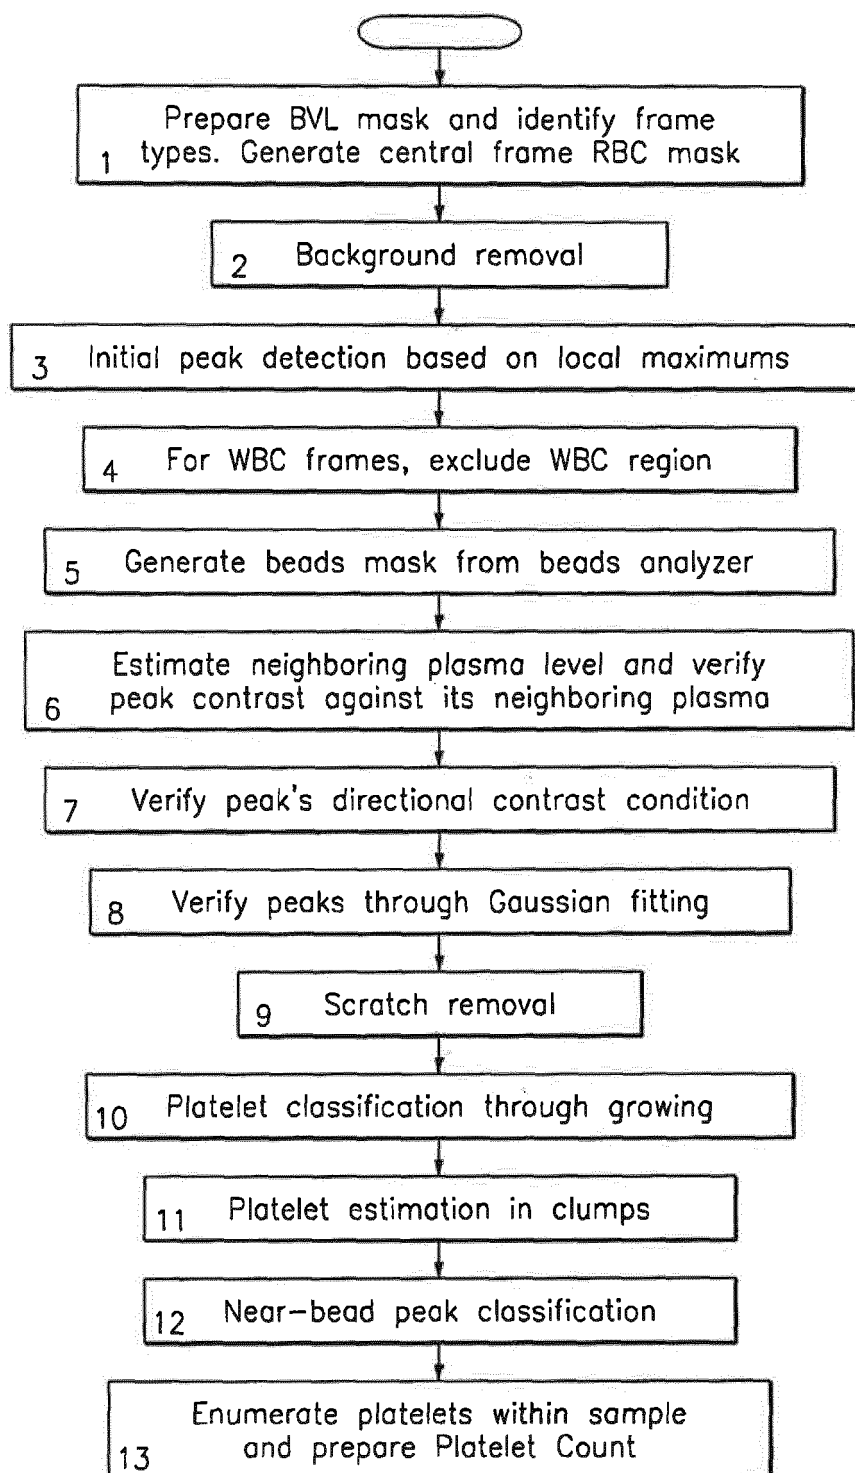 Prepare BVL mask and identify frame
1 types. Generate central frame RBC mask
2 Background removal
3 Initial peak detection based on local maximums
4 For WBC frames, exclude WBC region
5 Generate beads mask from beads analyzer
Estimate neighboring plasma level and verify
6 peak contrast against its neighboring plasma
7 Verify peak's directional contrast condition
8 Verify peaks through Gaussian fitting
9 Scratch removal
10 Platelet classification through growing
11 Platelet estimation in clumps
12 Near-bead peak classification
Enumerate platelets within sample
13 and prepare Platelet Count